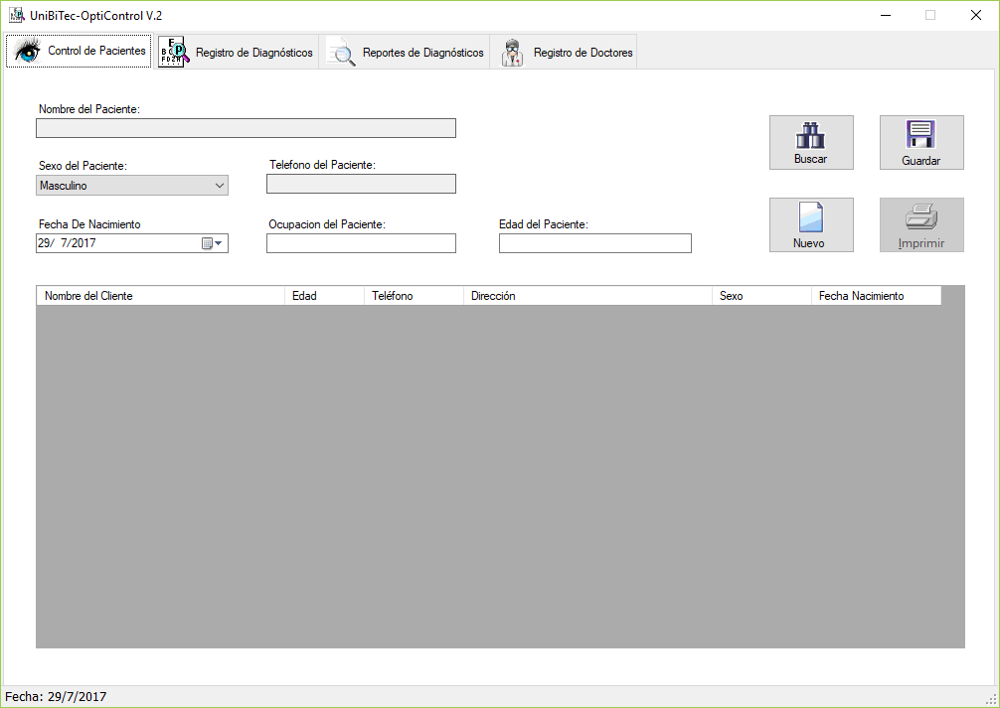 UniBiTec-OptiControl V.2
Control de Pacientes Registro de Diagnósticos Reportes de Diagnósticos Registro de Doctores
Nombre del Paciente:
Sexo del Paciente: Telefono del Paciente:
Masculino
Fecha De Nacimiento Ocupacion del Paciente: Edad del Paciente:
29/ 7/2017
Buscar Guardar
Nuevo Imprimir
Nombre del Cliente Edad Teléfono Dirección Sexo Fecha Nacimiento
Fecha: 29/7/2017